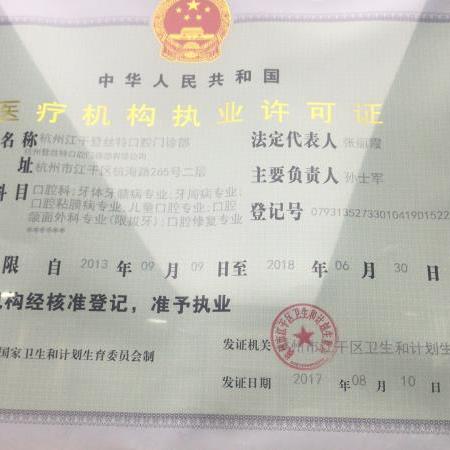 中华人民共和国
医疗机构执业许可证
名称 杭州江干登丝特口腔门诊部
杭州登丝特口腔门诊部有限公司
法定代表人 张丽霞
址 杭州市江干区杭海路265号二层
主要负责人 孙士军
科目 口腔科;牙体牙髓病专业;牙周病专业;
口腔粘膜病专业;儿童口腔专业;口腔
颌面外科专业(限拔牙);口腔修复专业
******
登记号 07931352733010419D1522
限 自 2013 年 09 月 09 日至 2018 年 06 月 30 日
构经核准登记,准予执业
国家卫生和计划生育委员会制
发证机关 杭州市江干区卫生和计划生
发证日期 2017 年 08 月 10 日